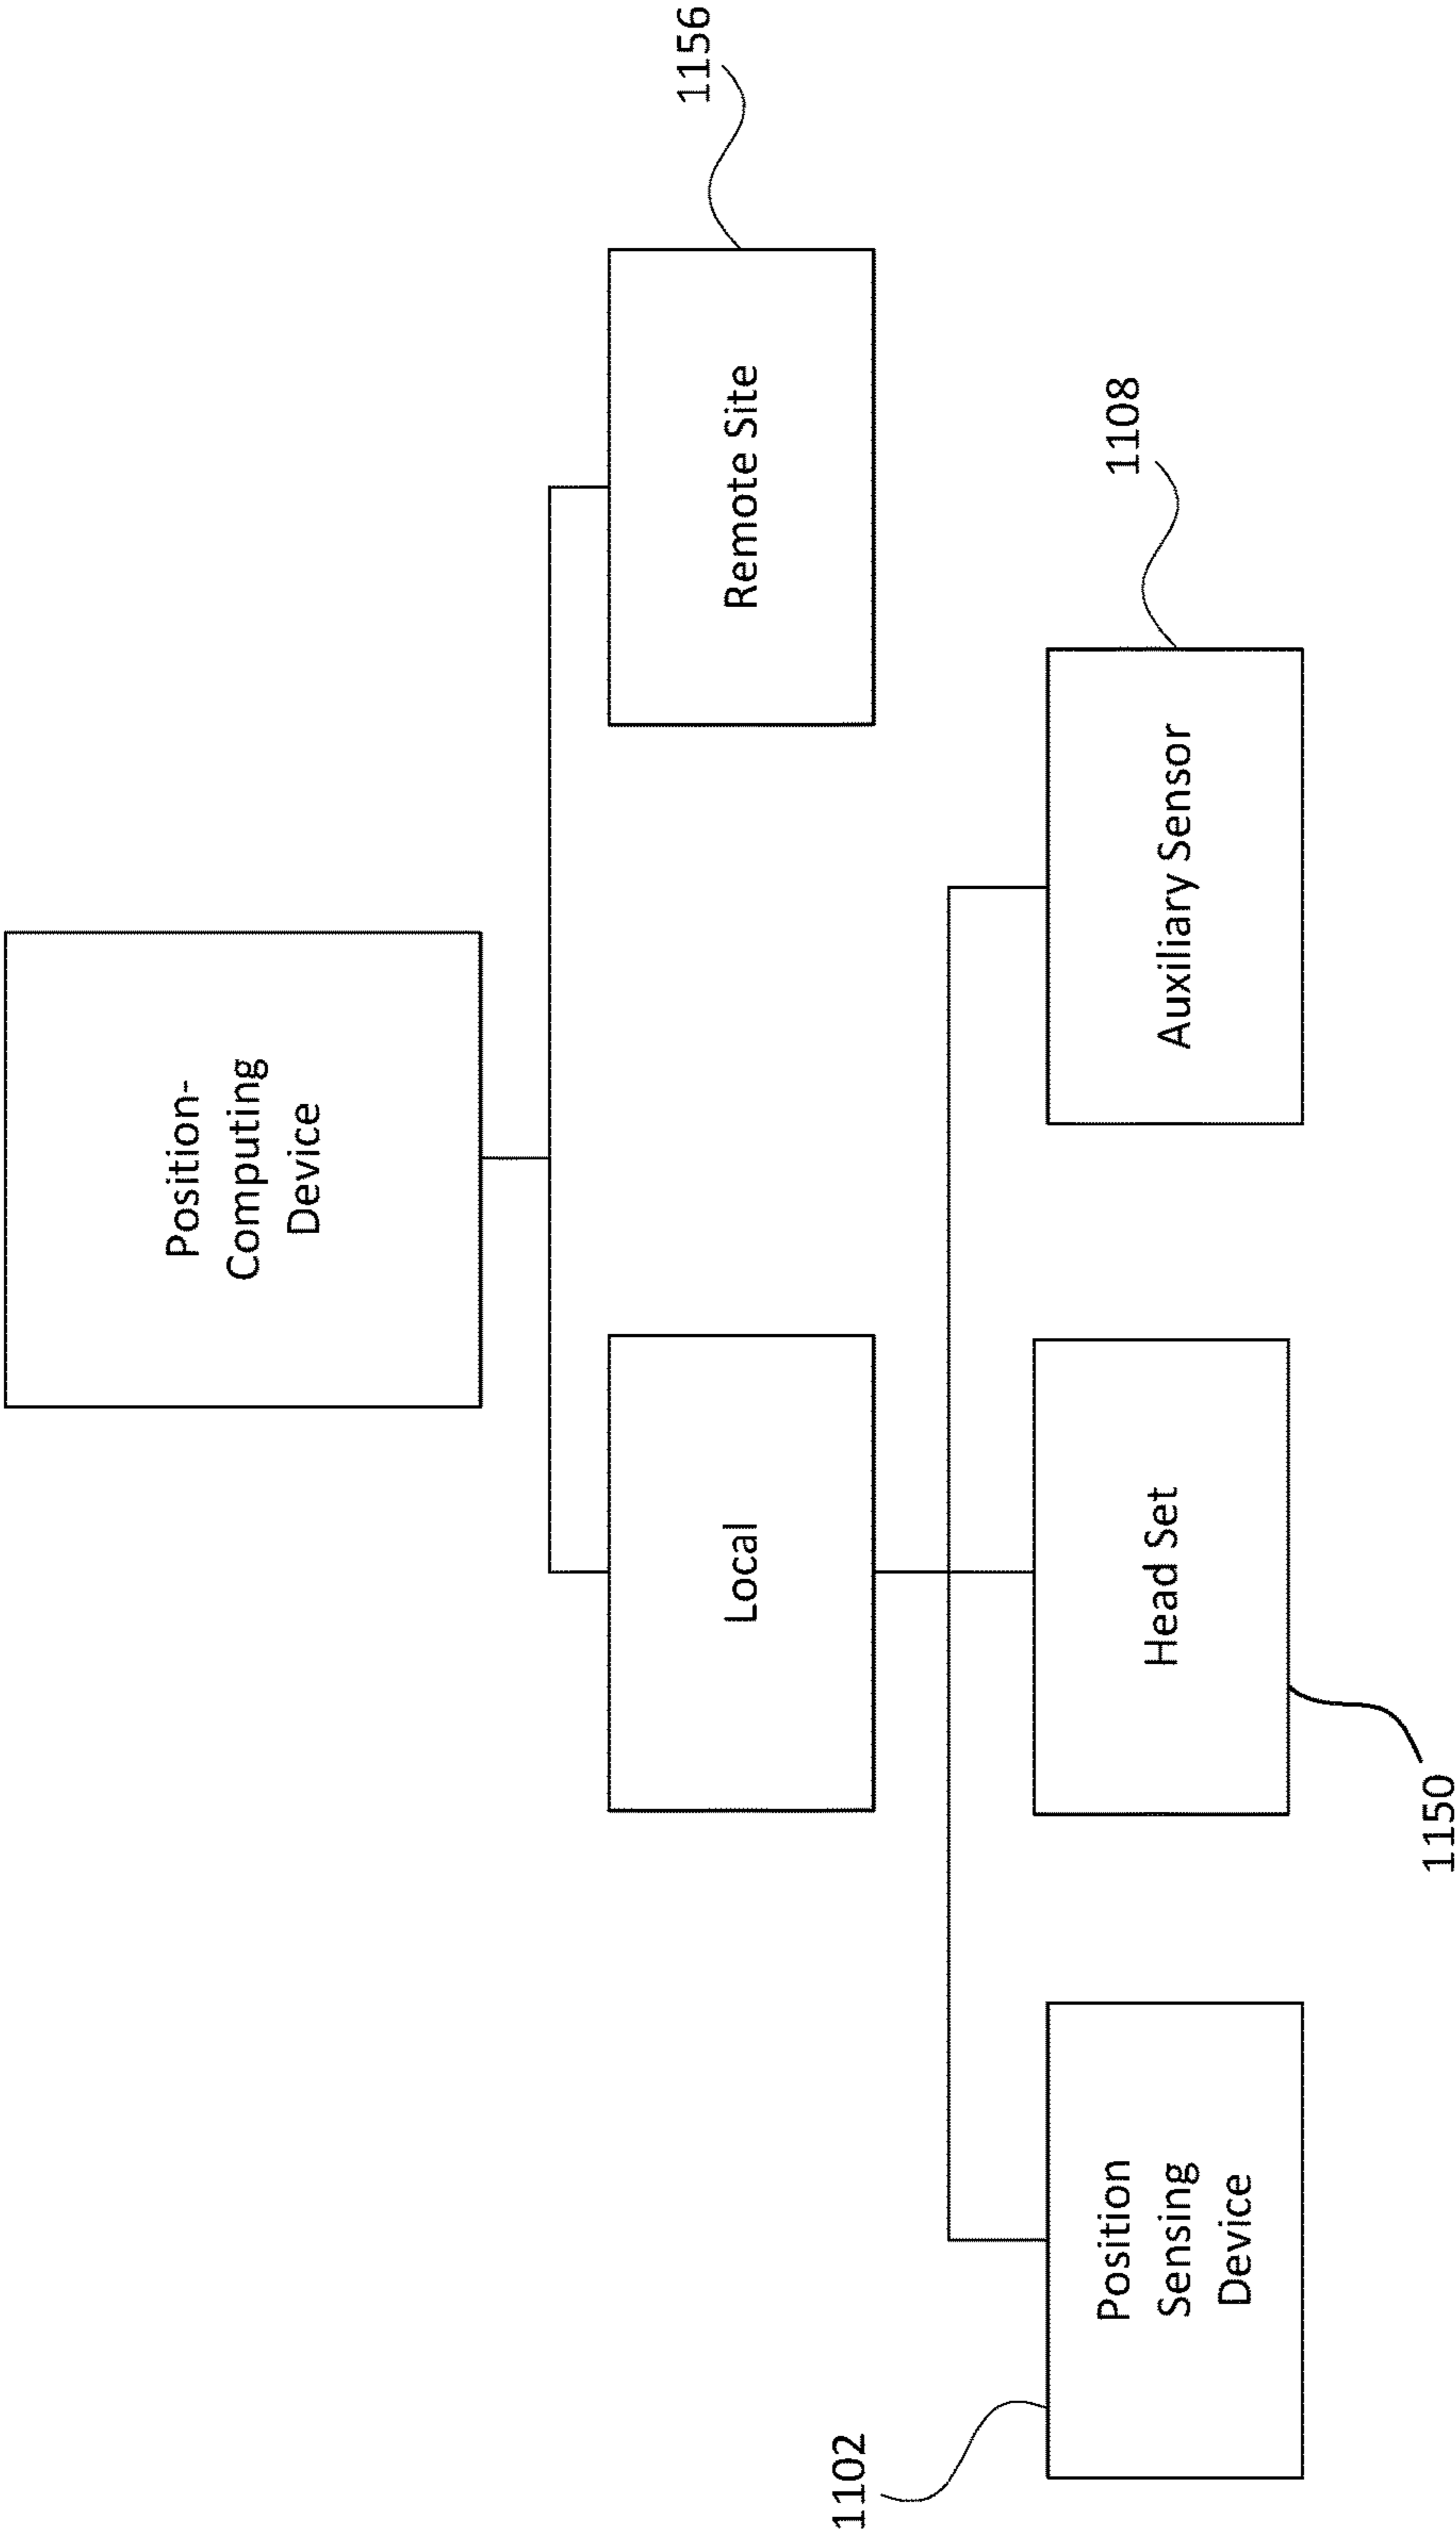 Position-
Computing
Device
Local
Remote Site
1156
Position
Sensing
Device
1102
Head Set
1150
Auxiliary Sensor
1108